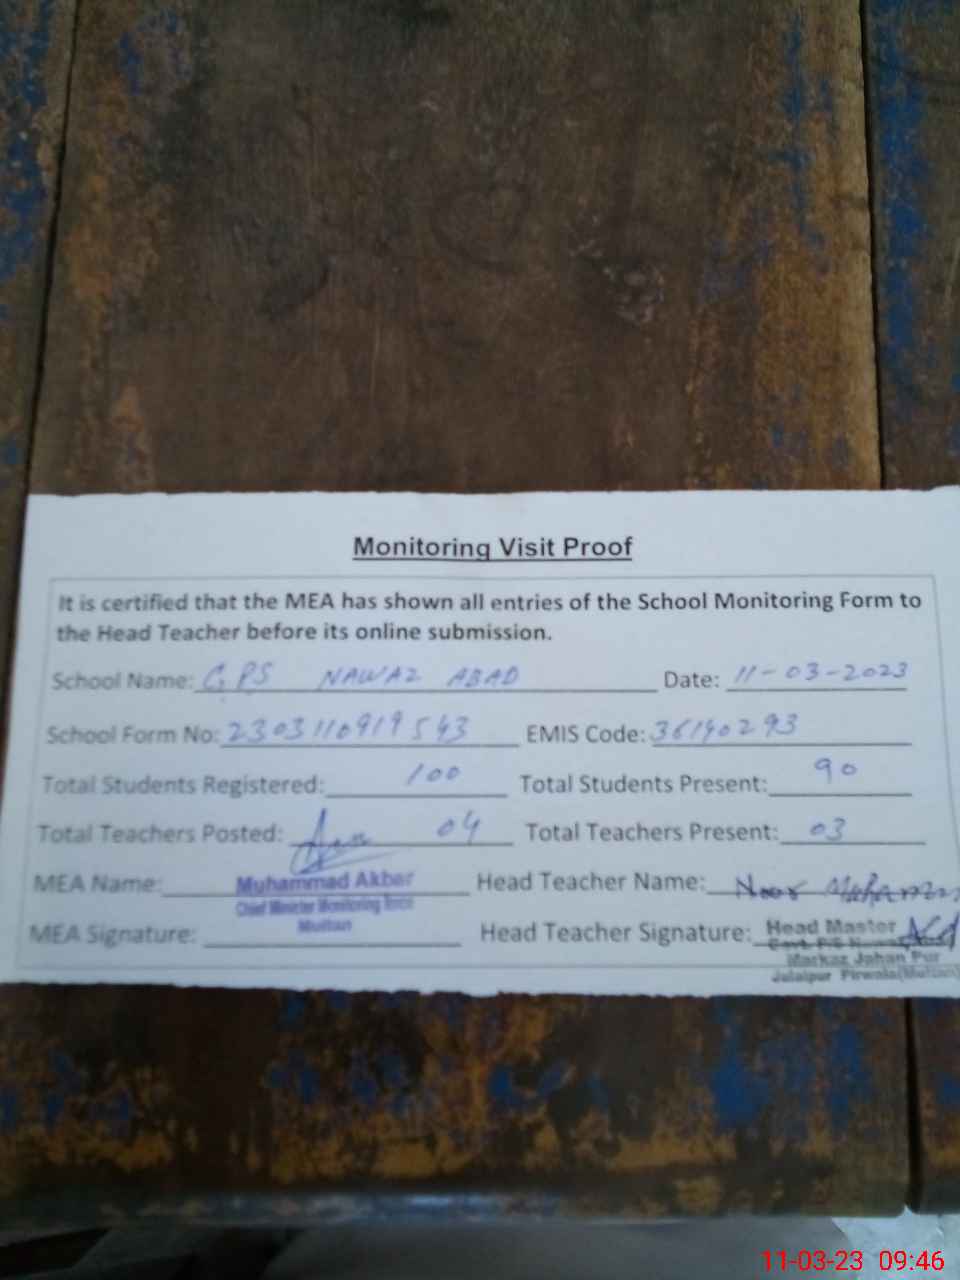 Monitoring Visit Proof
It is certified that the MEA has shown all entries of the School Monitoring Form to
the Head Teacher before its online submission.
School Name: GPS NAWAZ ABAD Date: 11-03-2023
School Form No: 2303110919543 EMIS Code: 36140293
Total Students Registered: 100 Total Students Present: 90
Total Teachers Posted: 04 Total Teachers Present: 03
MEA Name: Muhammad Akbar Head Teacher Name: Noor
Chief Minister Monitoring Force
MEA Signature: Multan Head Teacher Signature: Head Master
Govt. P/S
Markaz Jahan Pur
Jalalpur Pirwala(Multan)
11-03-23 09:46